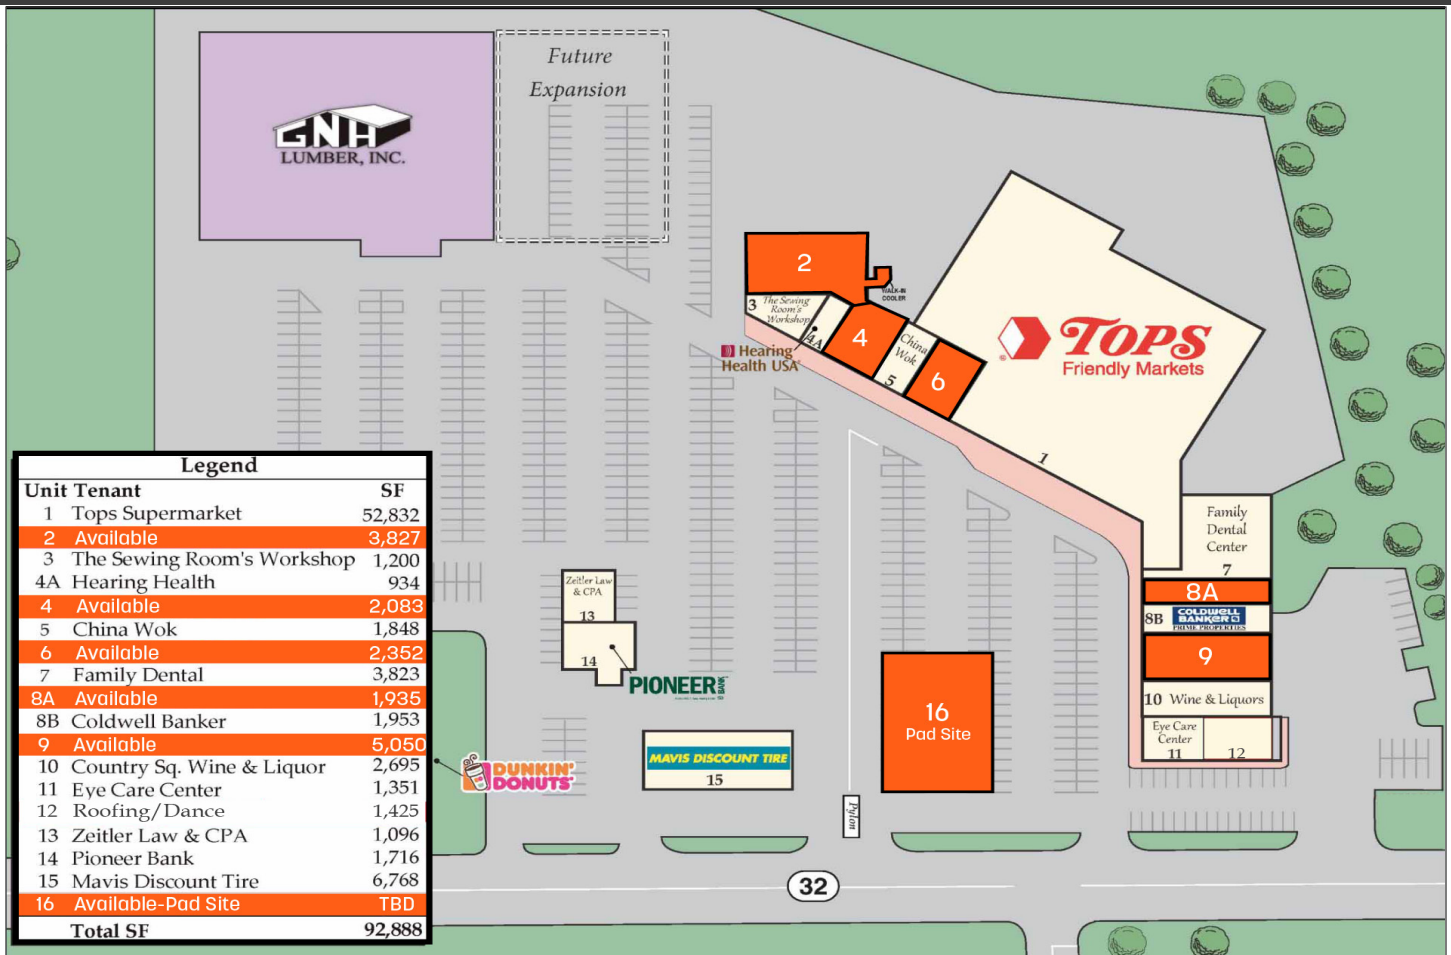 Future
Expansion
GNH
LUMBER, INC.
2
WALK-IN
COOLER
3 The Sewing
Room's
Workshop
4A
4
China
Wok
5
6
Hearing
Health USA
TOPS
Friendly Markets
1
Family
Dental
Center
7
8A
8B COLDWELL
BANKER
PRIME PROPERTIES
9
10 Wine & Liquors
Eye Care
Center
11
12
Zeitler Law
& CPA
13
14
PIONEER
BANK
MAVIS DISCOUNT TIRE
15
16
Pad Site
DUNKIN'
DONUTS
Pylon
32
Legend
Unit Tenant SF
1 Tops Supermarket 52,832
2 Available 3,827
3 The Sewing Room's Workshop 1,200
4A Hearing Health 934
4 Available 2,083
5 China Wok 1,848
6 Available 2,352
7 Family Dental 3,823
8A Available 1,935
8B Coldwell Banker 1,953
9 Available 5,050
10 Country Sq. Wine & Liquor 2,695
11 Eye Care Center 1,351
12 Roofing/Dance 1,425
13 Zeitler Law & CPA 1,096
14 Pioneer Bank 1,716
15 Mavis Discount Tire 6,768
16 Available-Pad Site TBD
Total SF 92,888